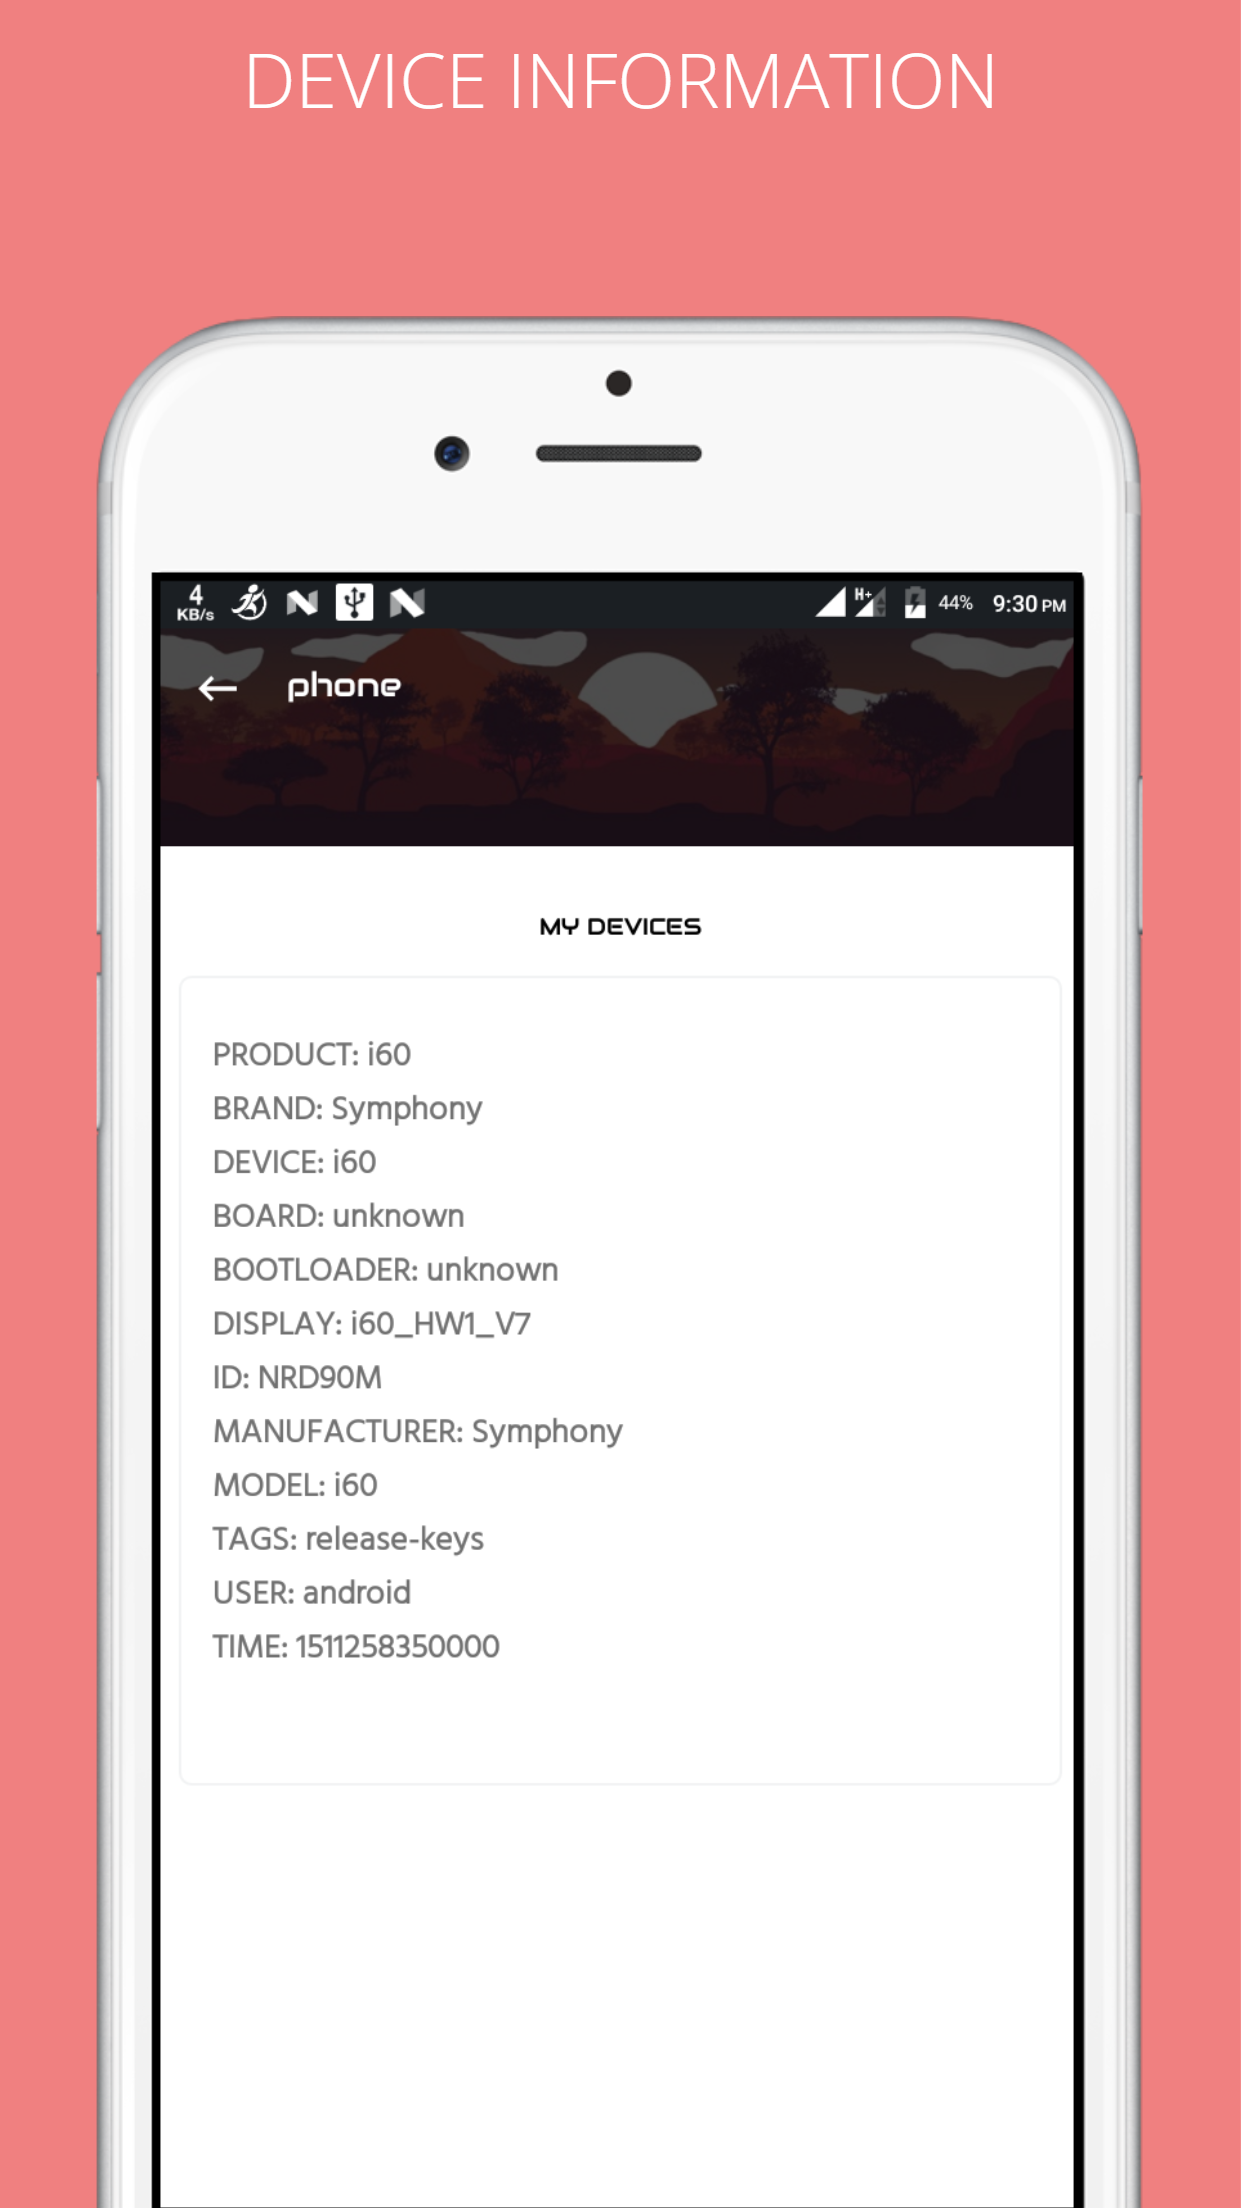 DEVICE INFORMATION
4
KB/s
H+
44%
9:30 PM
phone
MY DEVICES
PRODUCT: i60
BRAND: Symphony
DEVICE: i60
BOARD: unknown
BOOTLOADER: unknown
DISPLAY: i60_HW1_V7
ID: NRD90M
MANUFACTURER: Symphony
MODEL: i60
TAGS: release-keys
USER: android
TIME: 1511258350000